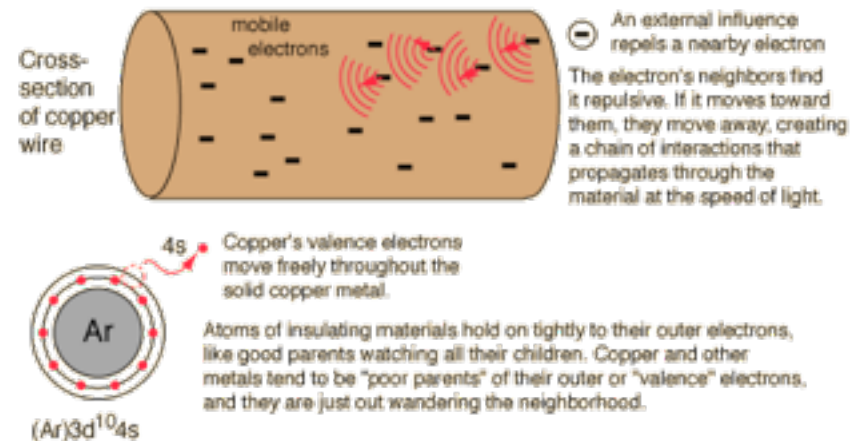 mobile
electrons
Cross-
section
of copper
wire
An external influence
repels a nearby electron
The electron's neighbors find
it repulsive. If it moves toward
them, they move away, creating
a chain of interactions that
propagates through the
material at the speed of light.
4s
Copper's valence electrons
move freely throughout the
solid copper metal.
Ar
Atoms of insulating materials hold on tightly to their outer electrons,
like good parents watching all their children. Copper and other
metals tend to be "poor parents" of their outer or "valence" electrons,
and they are just out wandering the neighborhood.
(Ar)3d¹⁰4s